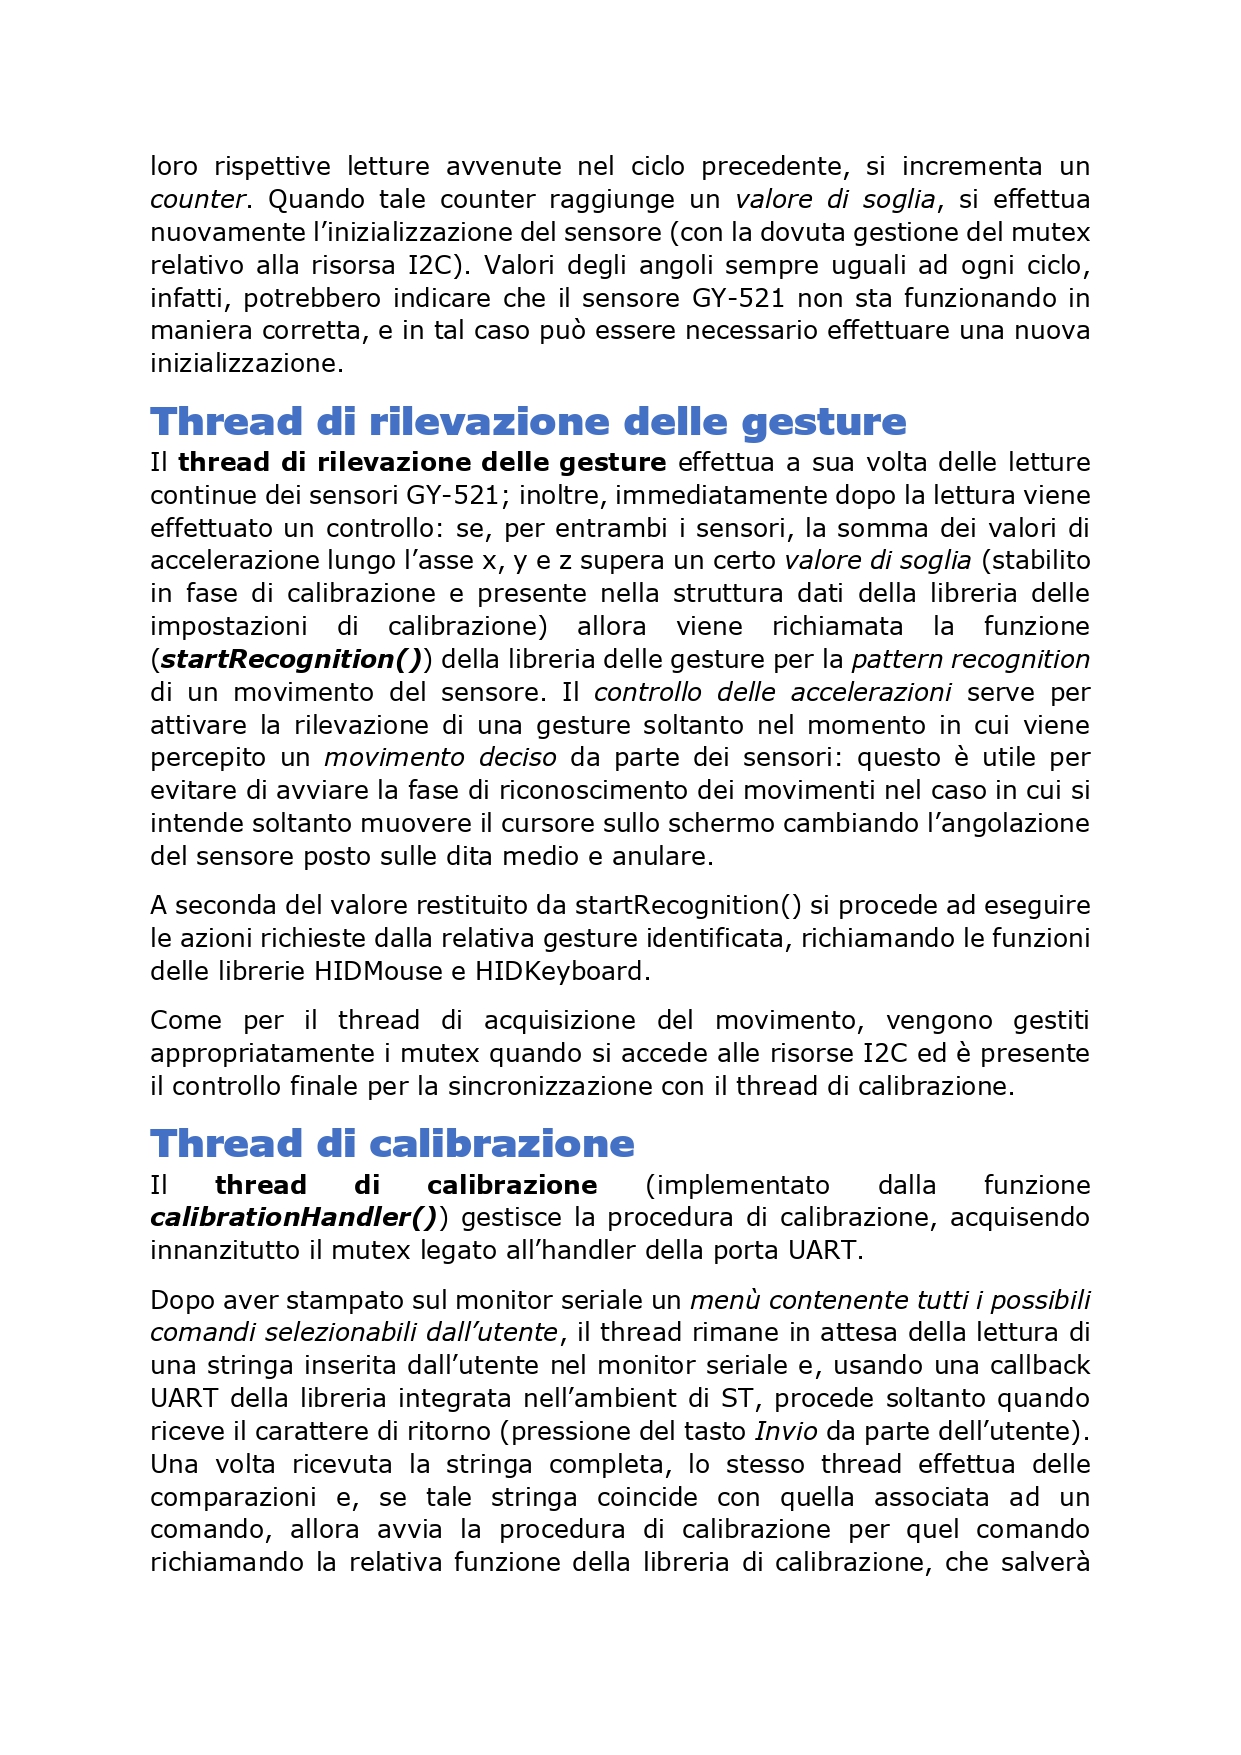 loro rispettive letture avvenute nel ciclo precedente, si incrementa un
counter. Quando tale counter raggiunge un valore di soglia, si effettua
nuovamente l’inizializzazione del sensore (con la dovuta gestione del mutex
relativo alla risorsa I2C). Valori degli angoli sempre uguali ad ogni ciclo,
infatti, potrebbero indicare che il sensore GY-521 non sta funzionando in
maniera corretta, e in tal caso può essere necessario effettuare una nuova
inizializzazione.
Thread di rilevazione delle gesture
Il thread di rilevazione delle gesture effettua a sua volta delle letture
continue dei sensori GY-521; inoltre, immediatamente dopo la lettura viene
effettuato un controllo: se, per entrambi i sensori, la somma dei valori di
accelerazione lungo l’asse x, y e z supera un certo valore di soglia (stabilito
in fase di calibrazione e presente nella struttura dati della libreria delle
impostazioni di calibrazione) allora viene richiamata la funzione
(startRecognition()) della libreria delle gesture per la pattern recognition
di un movimento del sensore. Il controllo delle accelerazioni serve per
attivare la rilevazione di una gesture soltanto nel momento in cui viene
percepito un movimento deciso da parte dei sensori: questo è utile per
evitare di avviare la fase di riconoscimento dei movimenti nel caso in cui si
intende soltanto muovere il cursore sullo schermo cambiando l’angolazione
del sensore posto sulle dita medio e anulare.
A seconda del valore restituito da startRecognition() si procede ad eseguire
le azioni richieste dalla relativa gesture identificata, richiamando le funzioni
delle librerie HIDMouse e HIDKeyboard.
Come per il thread di acquisizione del movimento, vengono gestiti
appropriatamente i mutex quando si accede alle risorse I2C ed è presente
il controllo finale per la sincronizzazione con il thread di calibrazione.
Thread di calibrazione
Il thread di calibrazione (implementato dalla funzione
calibrationHandler()) gestisce la procedura di calibrazione, acquisendo
innanzitutto il mutex legato all’handler della porta UART.
Dopo aver stampato sul monitor seriale un menù contenente tutti i possibili
comandi selezionabili dall’utente, il thread rimane in attesa della lettura di
una stringa inserita dall’utente nel monitor seriale e, usando una callback
UART della libreria integrata nell’ambient di ST, procede soltanto quando
riceve il carattere di ritorno (pressione del tasto Invio da parte dell’utente).
Una volta ricevuta la stringa completa, lo stesso thread effettua delle
comparazioni e, se tale stringa coincide con quella associata ad un
comando, allora avvia la procedura di calibrazione per quel comando
richiamando la relativa funzione della libreria di calibrazione, che salverà